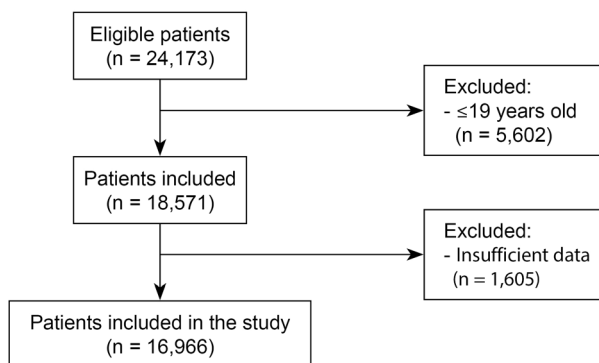 Eligible patients
(n = 24,173)
Excluded:
- ≤19 years old
(n = 5,602)
Patients included
(n = 18,571)
Excluded:
- Insufficient data
(n = 1,605)
Patients included in the study
(n = 16,966)